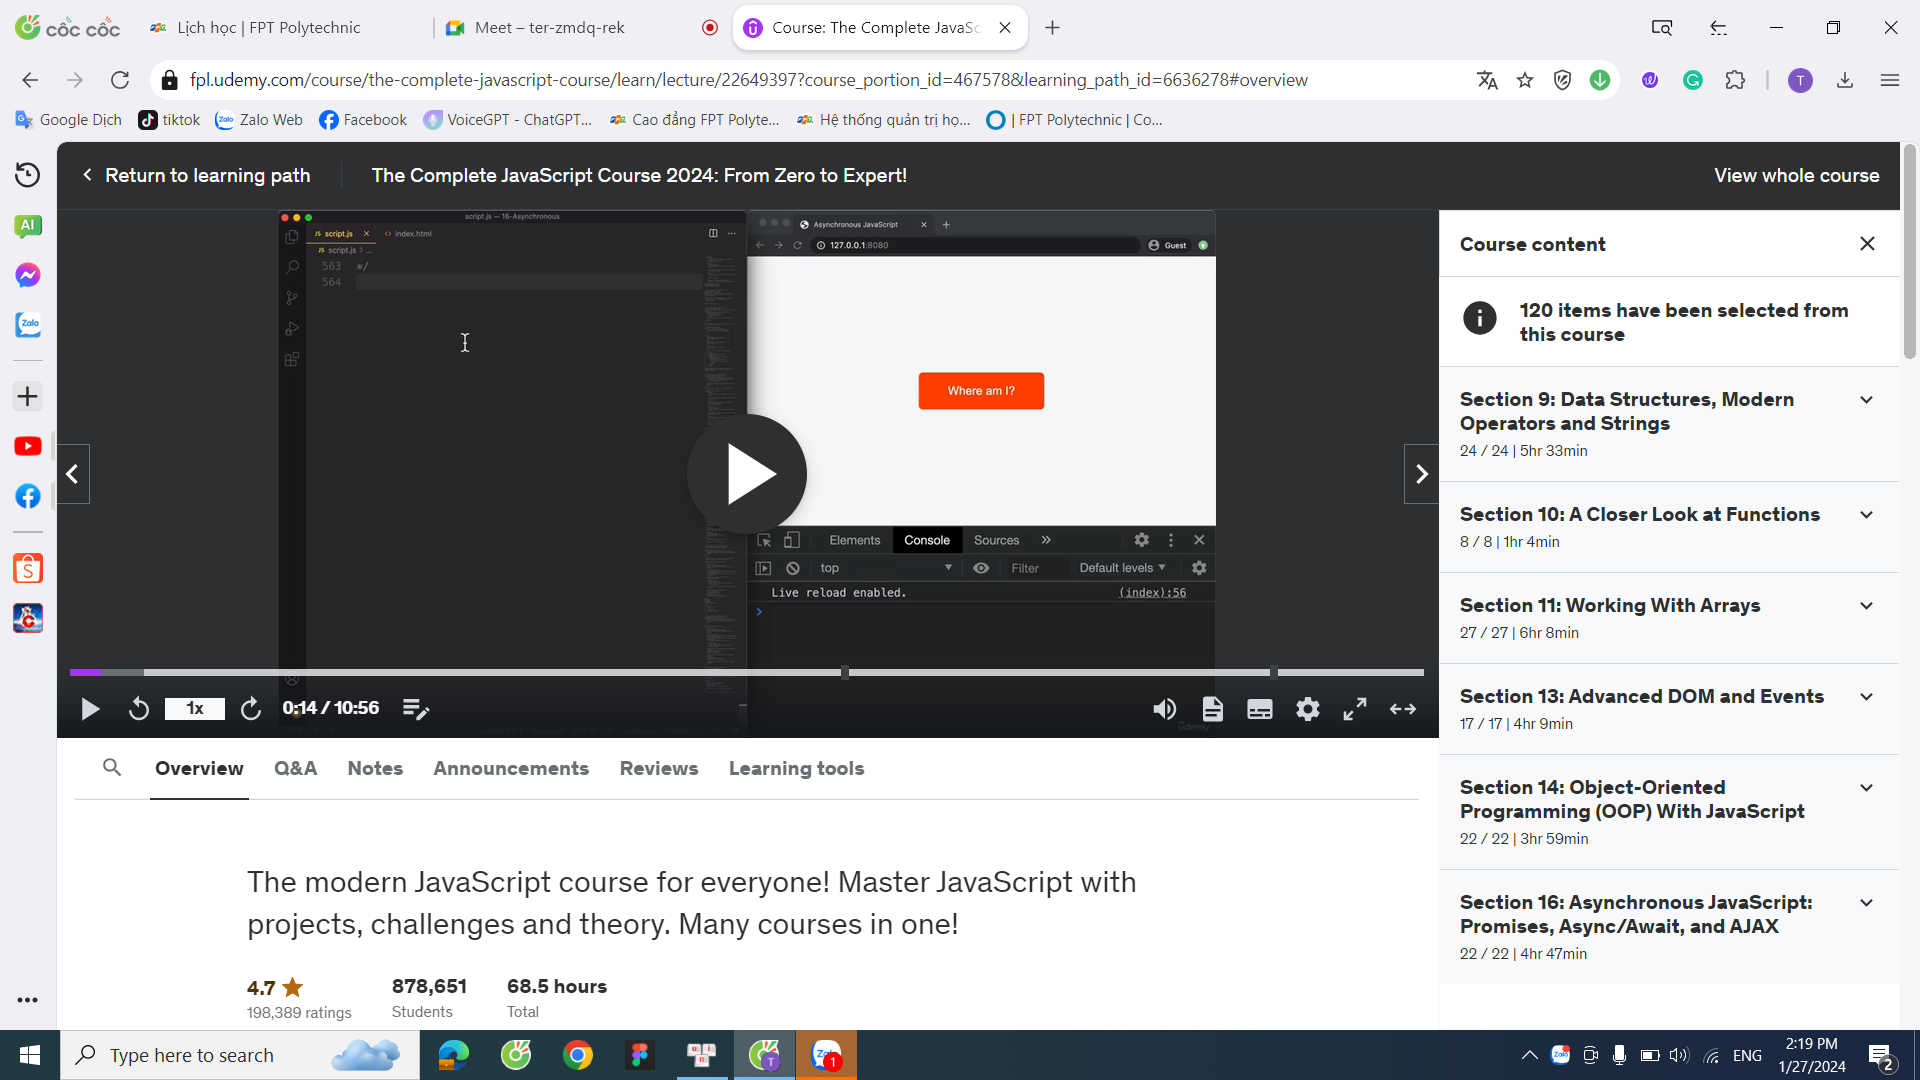 cốc cốc
Lịch học | FPT Polytechnic
Meet – ter-zmdq-rek
Course: The Complete JavaSc
fpl.udemy.com/course/the-complete-javascript-course/learn/lecture/22649397?course_portion_id=467578&learning_path_id=6636278#overview
T
Google Dịch
tiktok
Zalo Web
Facebook
VoiceGPT - ChatGPT...
Cao đẳng FPT Polyte...
Hệ thống quản trị họ...
| FPT Polytechnic | Co...
AI
Zalo
Return to learning path
The Complete JavaScript Course 2024: From Zero to Expert!
View whole course
script.js — 16-Asynchronous
JS script.js
index.html
JS script.js > ...
563 */
564
Asynchronous JavaScript
127.0.0.1:8080
Guest
Where am I?
Elements
Console
Sources
top
Filter
Default levels
Live reload enabled.
(index):56
1x
0:14 / 10:56
udemy
Course content
120 items have been selected from
this course
Section 9: Data Structures, Modern
Operators and Strings
24 / 24 | 5hr 33min
Section 10: A Closer Look at Functions
8 / 8 | 1hr 4min
Section 11: Working With Arrays
27 / 27 | 6hr 8min
Section 13: Advanced DOM and Events
17 / 17 | 4hr 9min
Section 14: Object-Oriented
Programming (OOP) With JavaScript
22 / 22 | 3hr 59min
Section 16: Asynchronous JavaScript:
Promises, Async/Await, and AJAX
22 / 22 | 4hr 47min
Overview
Q&A
Notes
Announcements
Reviews
Learning tools
The modern JavaScript course for everyone! Master JavaScript with
projects, challenges and theory. Many courses in one!
4.7
198,389 ratings
878,651
Students
68.5 hours
Total
Type here to search
T
1
Zalo
ENG
2:19 PM
1/27/2024
2